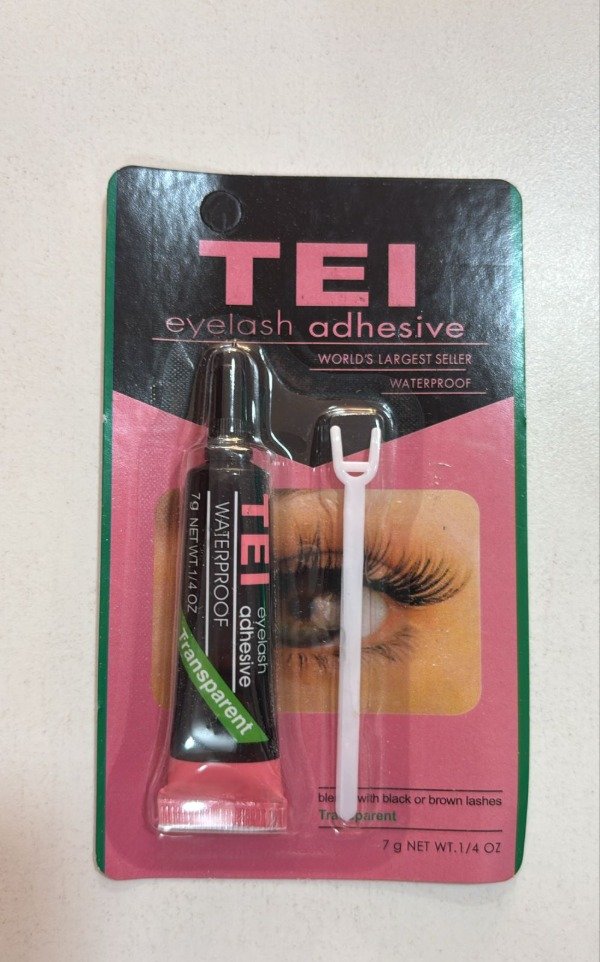 TEI
eyelash adhesive
WORLD'S LARGEST SELLER
WATERPROOF
TEI
eyelash
adhesive
WATERPROOF
7g NET WT.1/4 OZ
Transparent
with black or brown lashes
Transparent
7 g NET WT.1/4 OZ